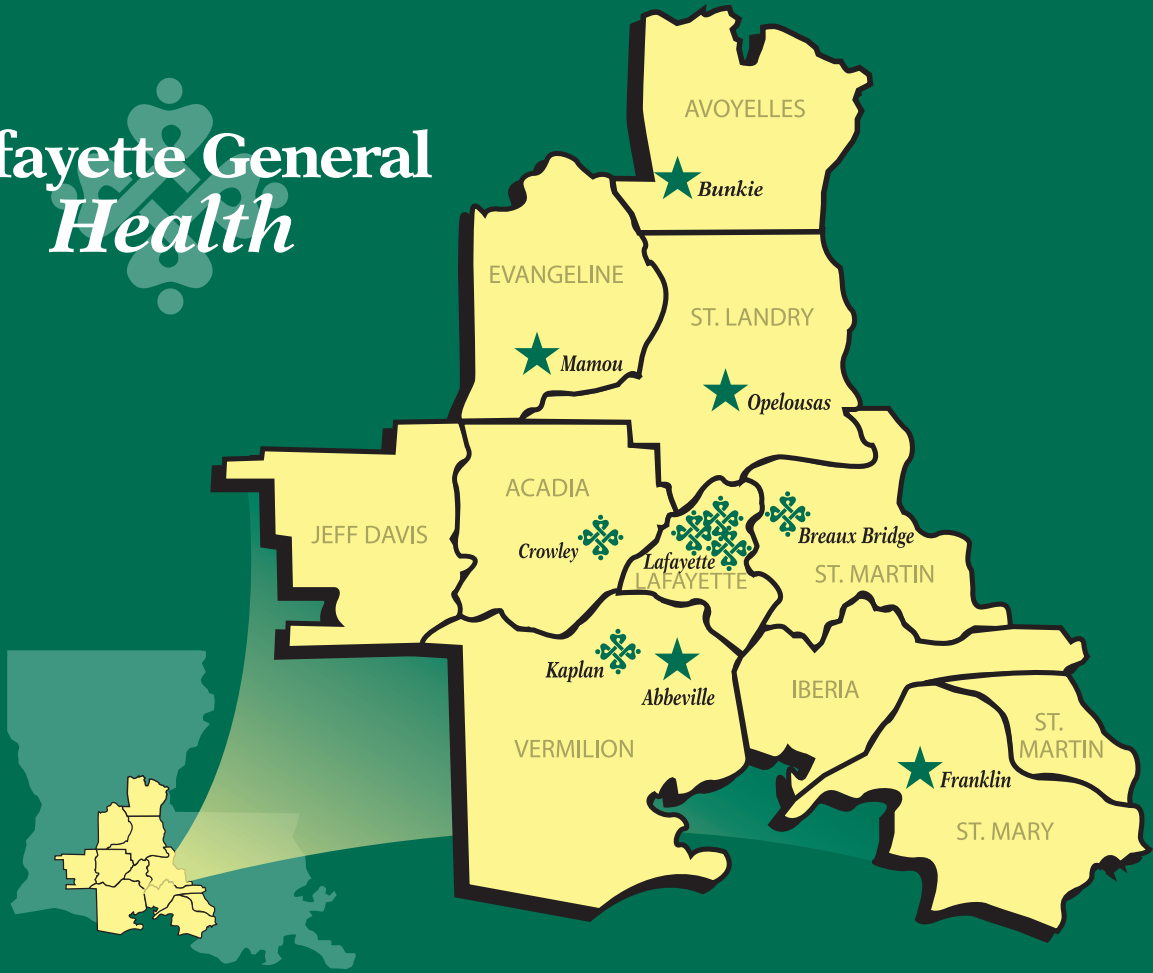 fayette General
Health
AVOYELLES
Bunkie
EVANGELINE
ST. LANDRY
Mamou
Opelousas
ACADIA
JEFF DAVIS
Crowley
Lafayette
LAFAYETTE
Breaux Bridge
ST. MARTIN
Kaplan
Abbeville
IBERIA
VERMILION
ST.
MARTIN
Franklin
ST. MARY